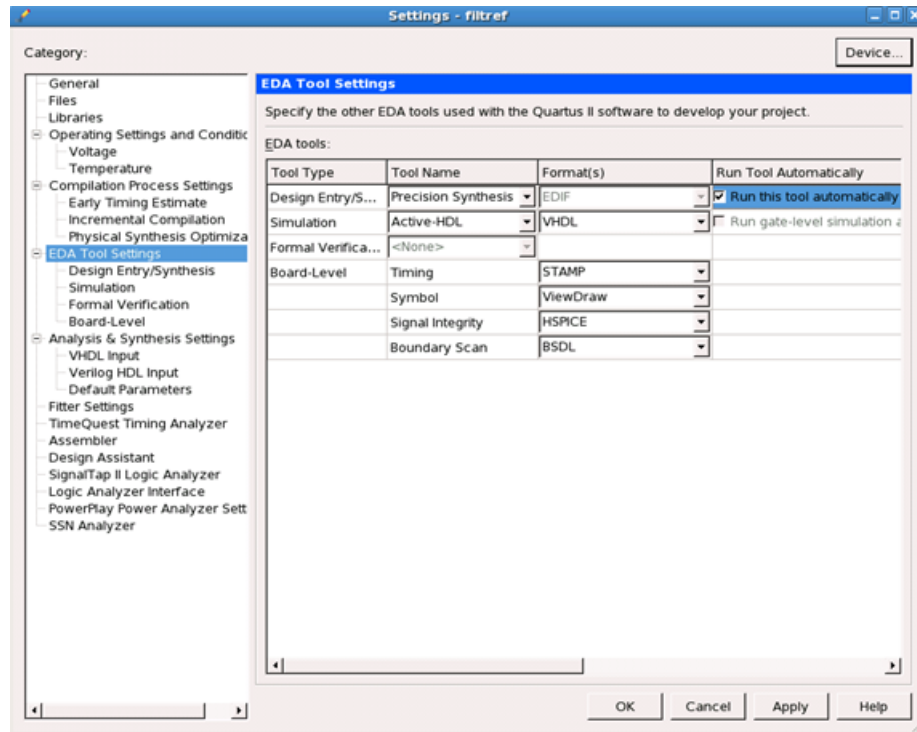 Settings - filtref
Category:
Device...
General
Files
Libraries
Operating Settings and Conditic
Voltage
Temperature
Compilation Process Settings
Early Timing Estimate
Incremental Compilation
Physical Synthesis Optimiza
EDA Tool Settings
Design Entry/Synthesis
Simulation
Formal Verification
Board-Level
Analysis & Synthesis Settings
VHDL Input
Verilog HDL Input
Default Parameters
Fitter Settings
TimeQuest Timing Analyzer
Assembler
Design Assistant
SignalTap II Logic Analyzer
Logic Analyzer Interface
PowerPlay Power Analyzer Sett
SSN Analyzer
EDA Tool Settings
Specify the other EDA tools used with the Quartus II software to develop your project.
EDA tools:
Tool Type Tool Name Format(s) Run Tool Automatically
Design Entry/S... Precision Synthesis EDIF Run this tool automatically
Simulation Active-HDL VHDL Run gate-level simulation a
Formal Verifica... <None>
Board-Level Timing STAMP
Symbol ViewDraw
Signal Integrity HSPICE
Boundary Scan BSDL
OK Cancel Apply Help